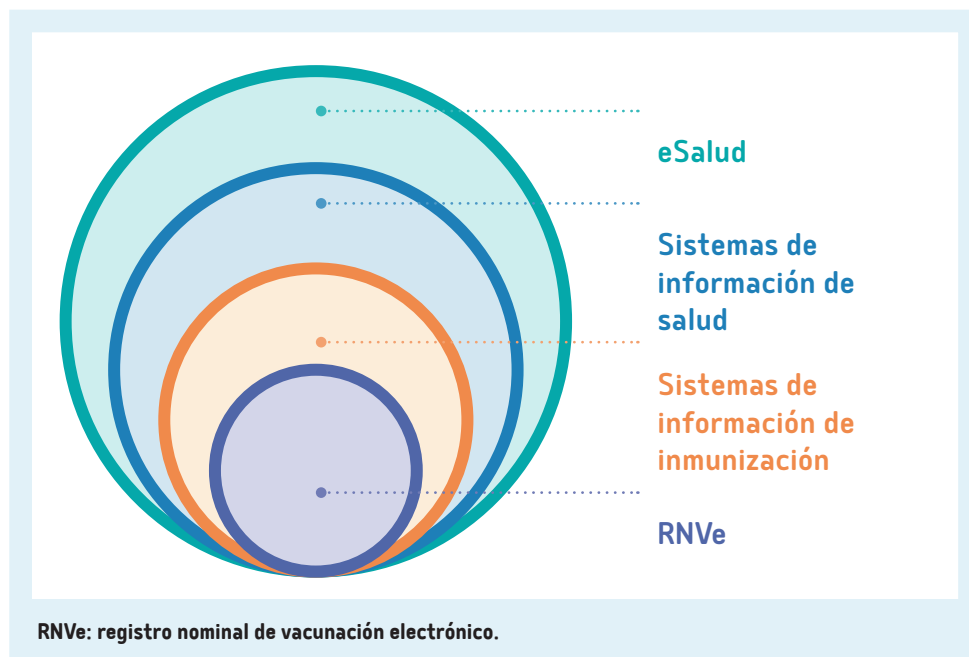 eSalud
Sistemas de
información de
salud
Sistemas de
información de
inmunización
RNVe
RNVe: registro nominal de vacunación electrónico.